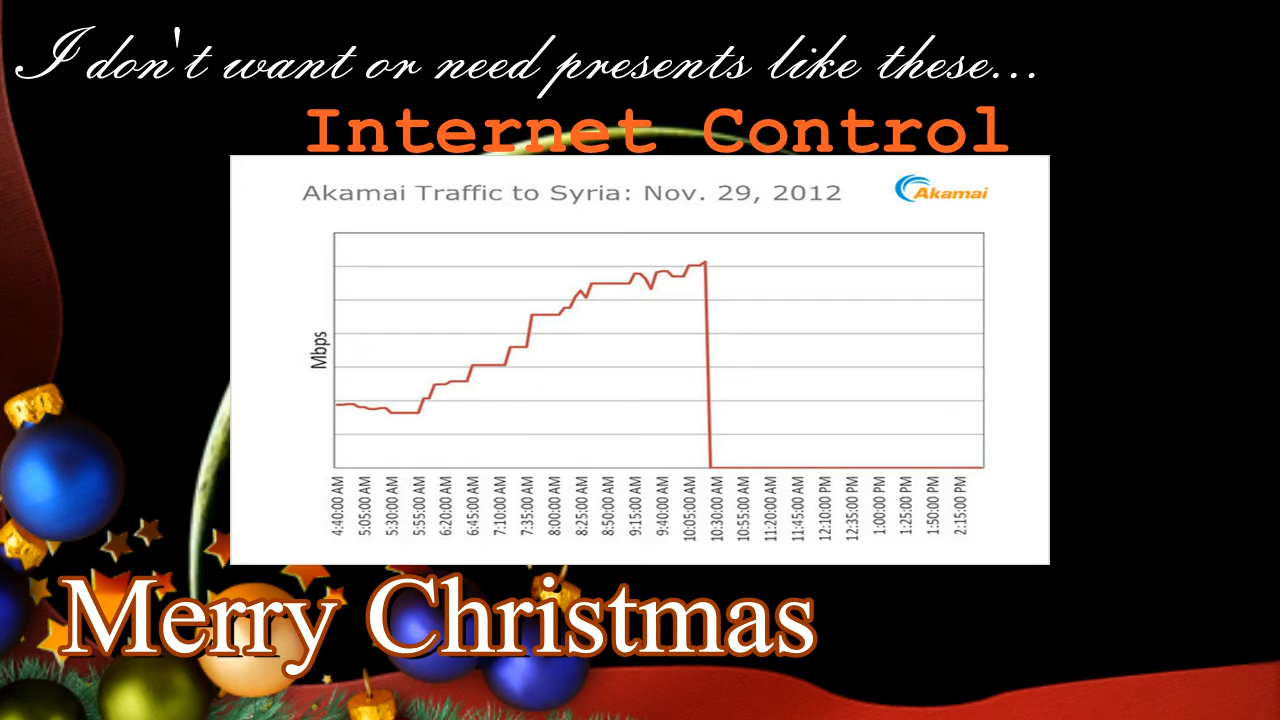 I don't want or need presents like these...
Internet Control
Akamai Traffic to Syria: Nov. 29, 2012
Akamai
Mbps
4:40:00 AM
5:05:00 AM
5:30:00 AM
5:55:00 AM
6:20:00 AM
6:45:00 AM
7:10:00 AM
7:35:00 AM
8:00:00 AM
8:25:00 AM
8:50:00 AM
9:15:00 AM
9:40:00 AM
10:05:00 AM
10:30:00 AM
10:55:00 AM
11:20:00 AM
11:45:00 AM
12:10:00 PM
12:35:00 PM
1:00:00 PM
1:25:00 PM
1:50:00 PM
2:15:00 PM
Merry Christmas